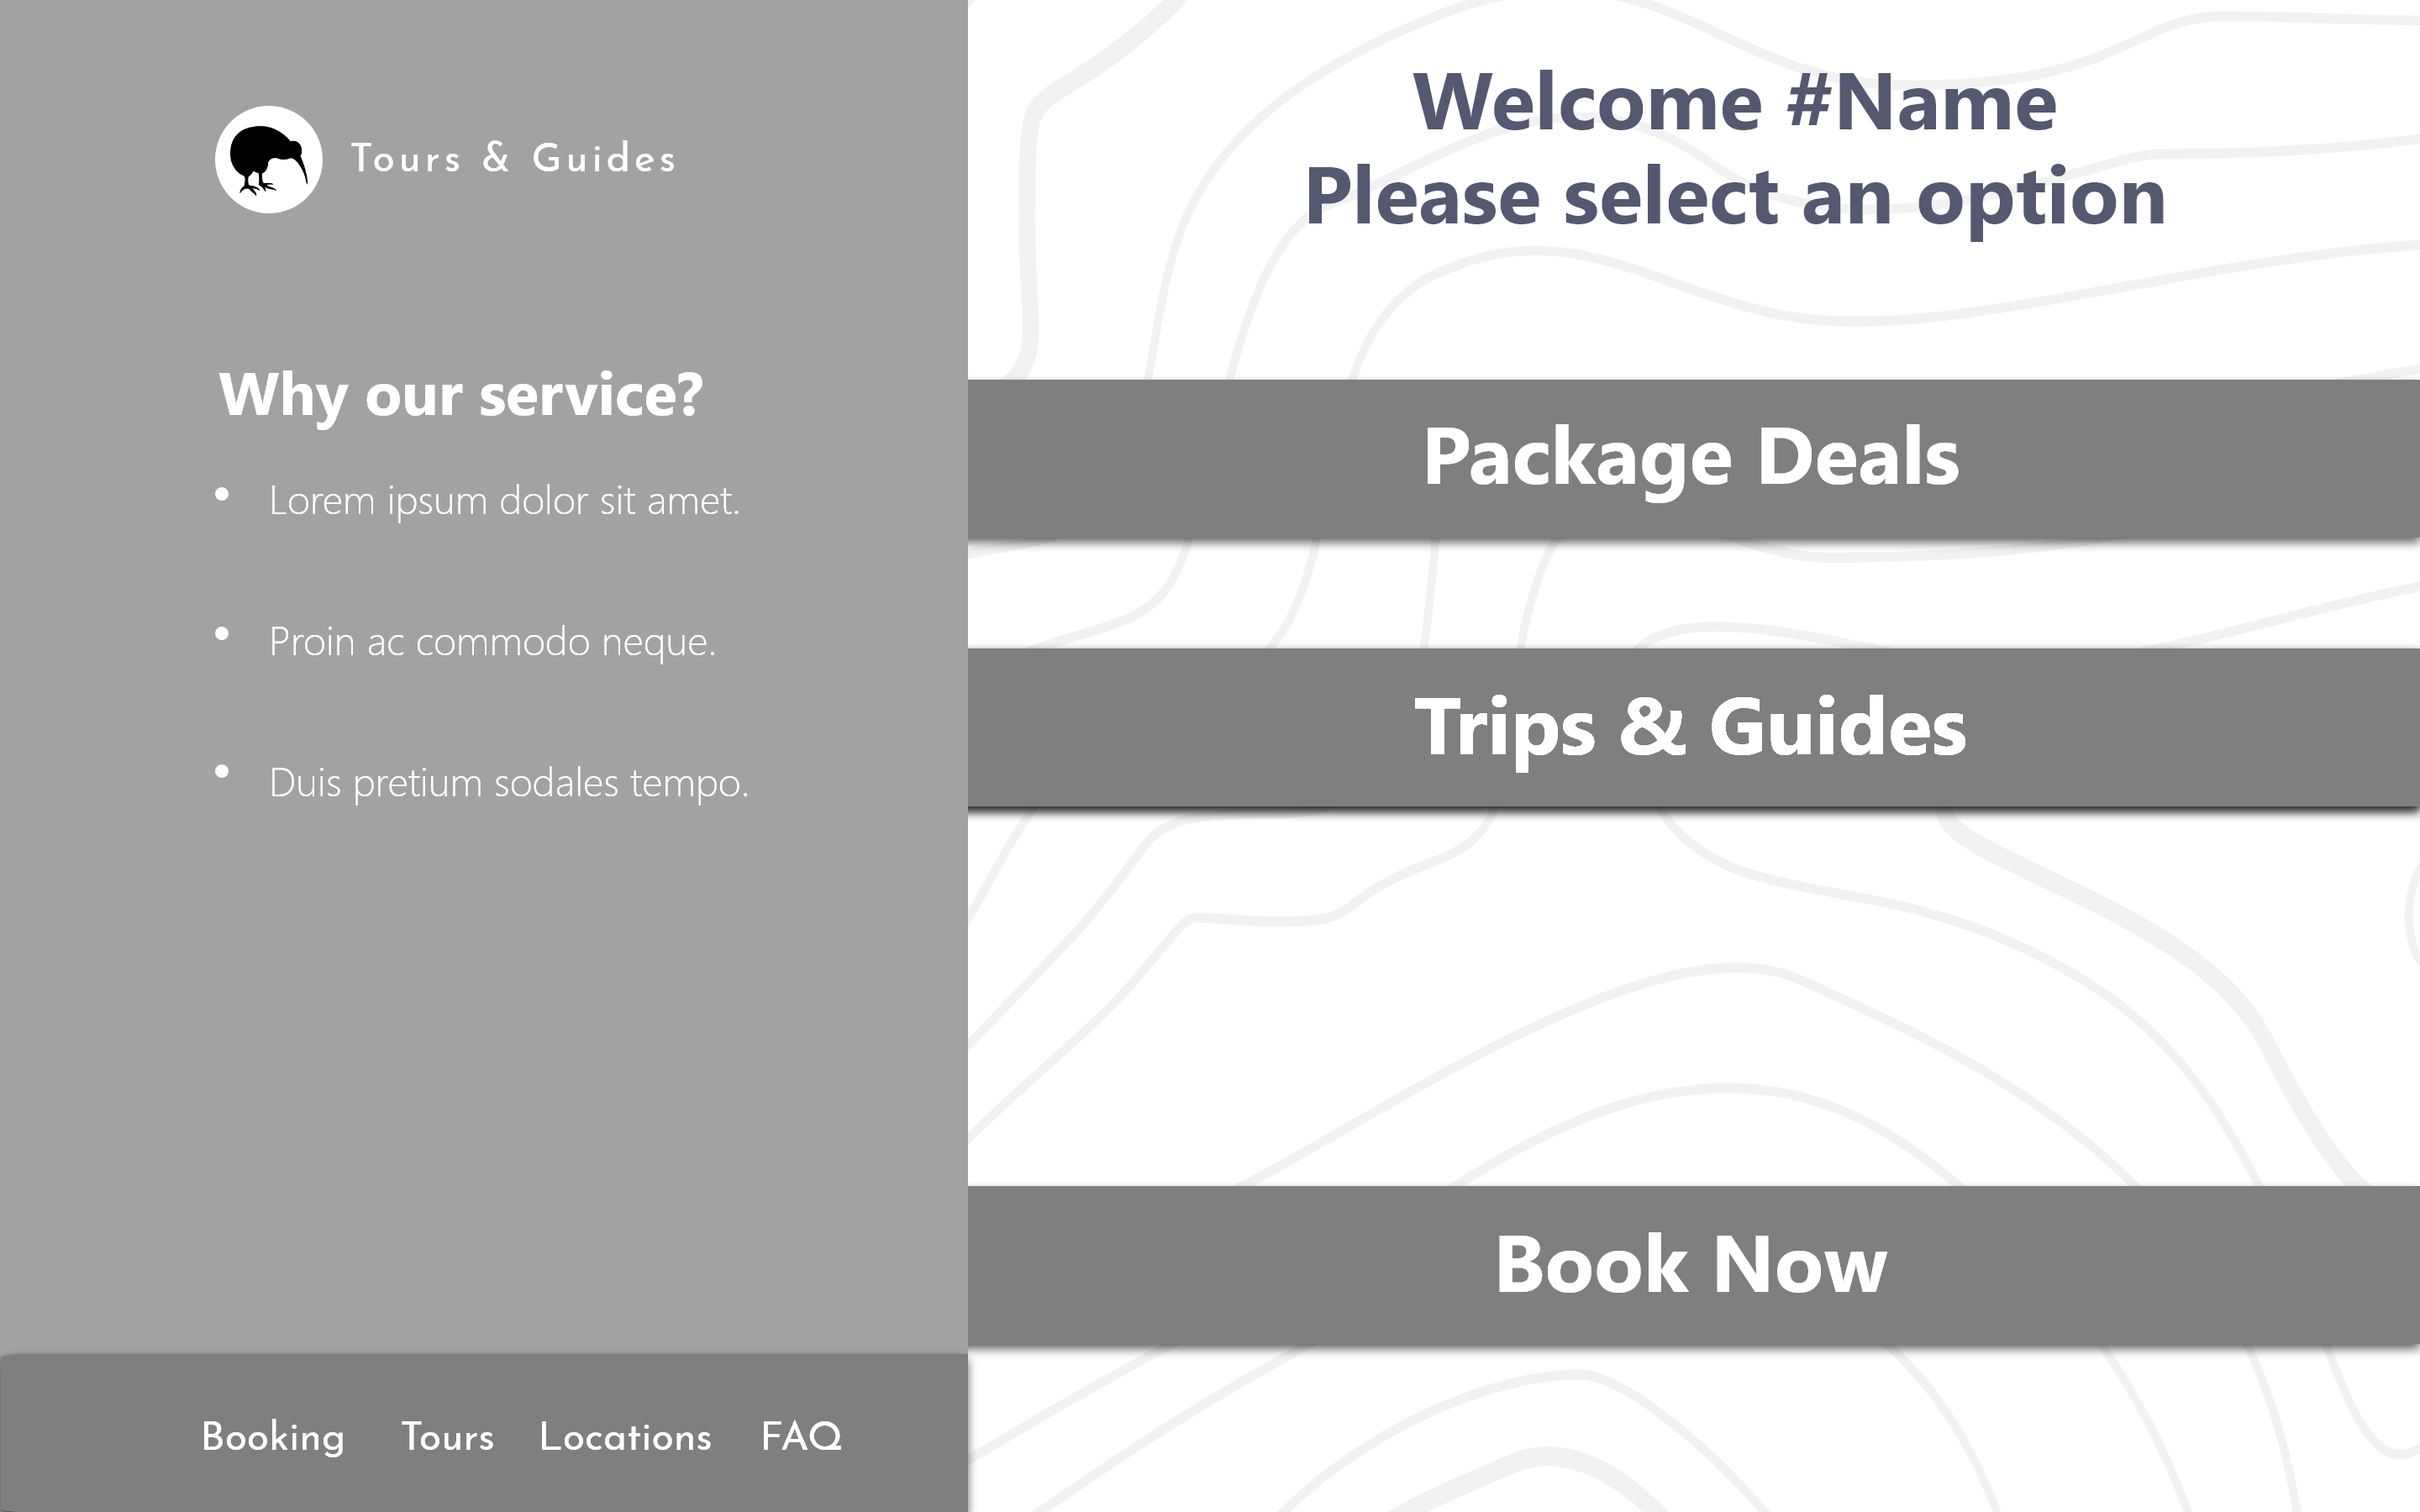 Tours & Guides
Why our service?
• Lorem ipsum dolor sit amet.
• Proin ac commodo neque.
• Duis pretium sodales tempo.
Booking Tours Locations FAQ
Welcome #Name
Please select an option
Package Deals
Trips & Guides
Book Now